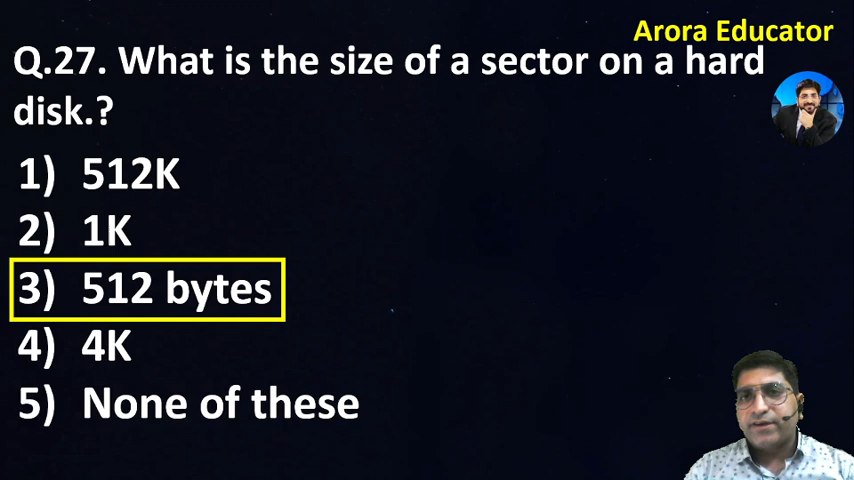 Arora Educator
Q.27. What is the size of a sector on a hard
disk.?
1) 512K
2) 1K
3) 512 bytes
4) 4K
5) None of these